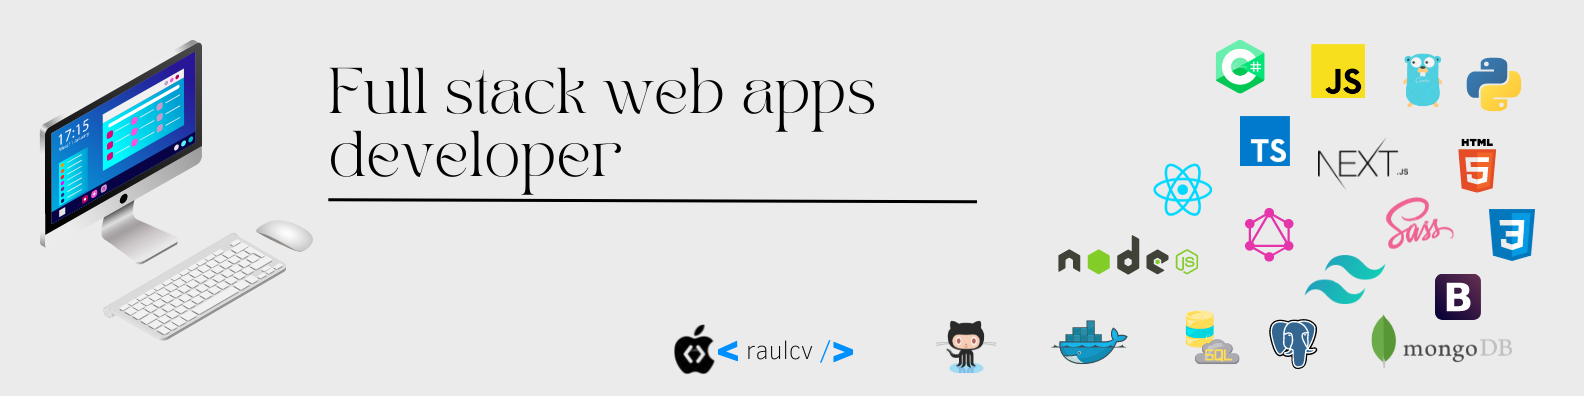 Full stack web apps
developer
17:15
C#
JS
TS
NEXT.JS
HTML
5
Sass
3
node
JS
B
< raulcv />
SQL
mongoDB